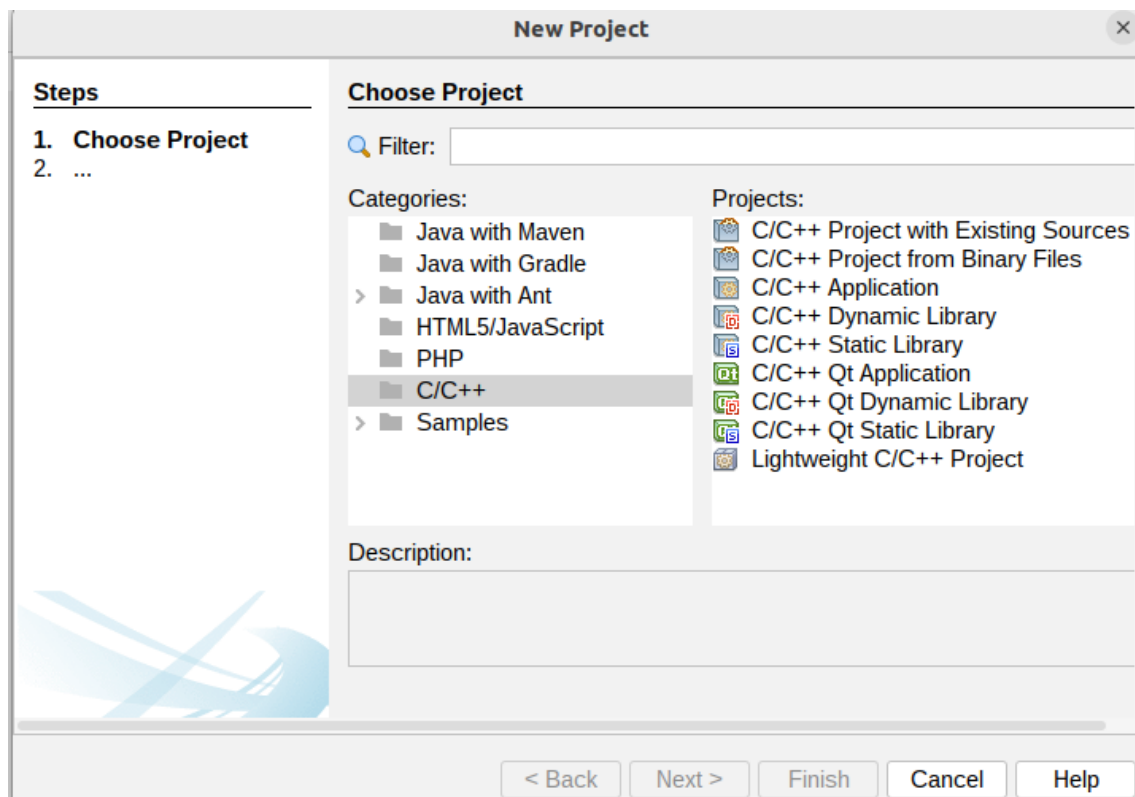 New Project
Steps
1. Choose Project
2. ...
Choose Project
Filter:
Categories:
Java with Maven
Java with Gradle
Java with Ant
HTML5/JavaScript
PHP
C/C++
Samples
Projects:
C/C++ Project with Existing Sources
C/C++ Project from Binary Files
C/C++ Application
C/C++ Dynamic Library
C/C++ Static Library
C/C++ Qt Application
C/C++ Qt Dynamic Library
C/C++ Qt Static Library
Lightweight C/C++ Project
Description:
< Back Next > Finish Cancel Help